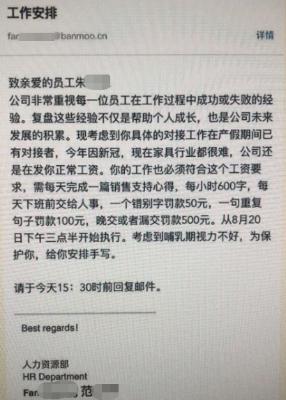 工作安排
far @banmoo.cn 详情
致亲爱的员工朱
公司非常重视每一位员工在工作过程中成功或失败的经
验。复盘这些经验不仅是帮助个人成长，也是公司未来
发展的积累。现考虑到你具体的对接工作在产假期间已
有对接者，今年因新冠，现在家具行业都很难，公司还
是在发你正常工资。你的工作也必须符合这个工资要
求，需每天完成一篇销售支持心得，每小时600字，每
天下班前交给人事，一个错别字罚款50元，一句重复
句子罚款100元，晚交或者漏交罚款500元。从8月20
日下午三点半开始执行。考虑到哺乳期视力不好，为保
护你，给你安排手写。
请于今天15：30时前回复邮件。
Best regards!
人力资源部
HR Department
Far 范